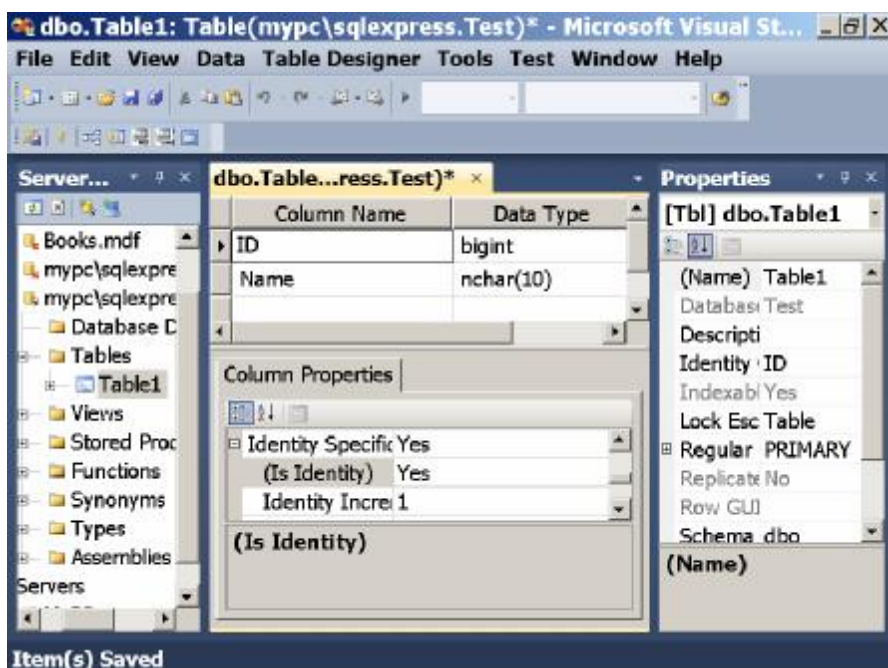 dbo.Table1: Table(mypc\sqlexpress.Test)* - Microsoft Visual St...
File Edit View Data Table Designer Tools Test Window Help
Server...
Books.mdf
mypc\sqlexpre
mypc\sqlexpre
Database D
Tables
Table1
Views
Stored Proc
Functions
Synonyms
Types
Assemblies
Servers
dbo.Table...ress.Test)*
Column Name Data Type
ID bigint
Name nchar(10)
Column Properties
Identity Specific Yes
(Is Identity) Yes
Identity Incre 1
(Is Identity)
Properties
[Tbl] dbo.Table1
(Name) Table1
Databas Test
Descripti
Identity ID
Indexabl Yes
Lock Esc Table
Regular PRIMARY
Replicate No
Row GUI
Schema dbo
(Name)
Item(s) Saved